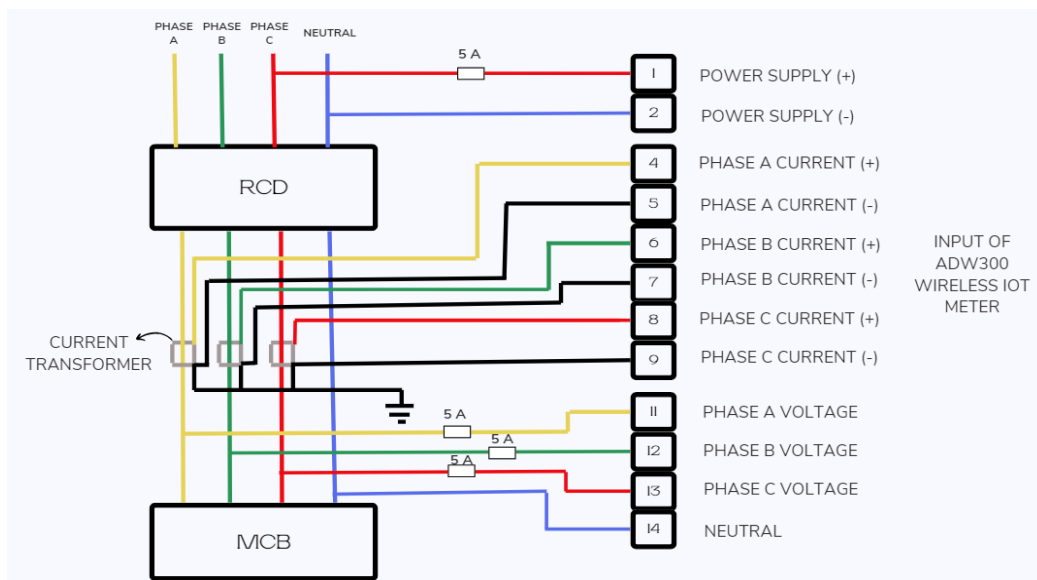 PHASE
A
PHASE
B
PHASE
C
NEUTRAL
5 A
1
POWER SUPPLY (+)
2
POWER SUPPLY (-)
RCD
4
PHASE A CURRENT (+)
5
PHASE A CURRENT (-)
6
PHASE B CURRENT (+)
7
PHASE B CURRENT (-)
8
PHASE C CURRENT (+)
9
PHASE C CURRENT (-)
INPUT OF
ADW300
WIRELESS IOT
METER
CURRENT
TRANSFORMER
5 A
11
PHASE A VOLTAGE
5 A
12
PHASE B VOLTAGE
5 A
13
PHASE C VOLTAGE
14
NEUTRAL
MCB